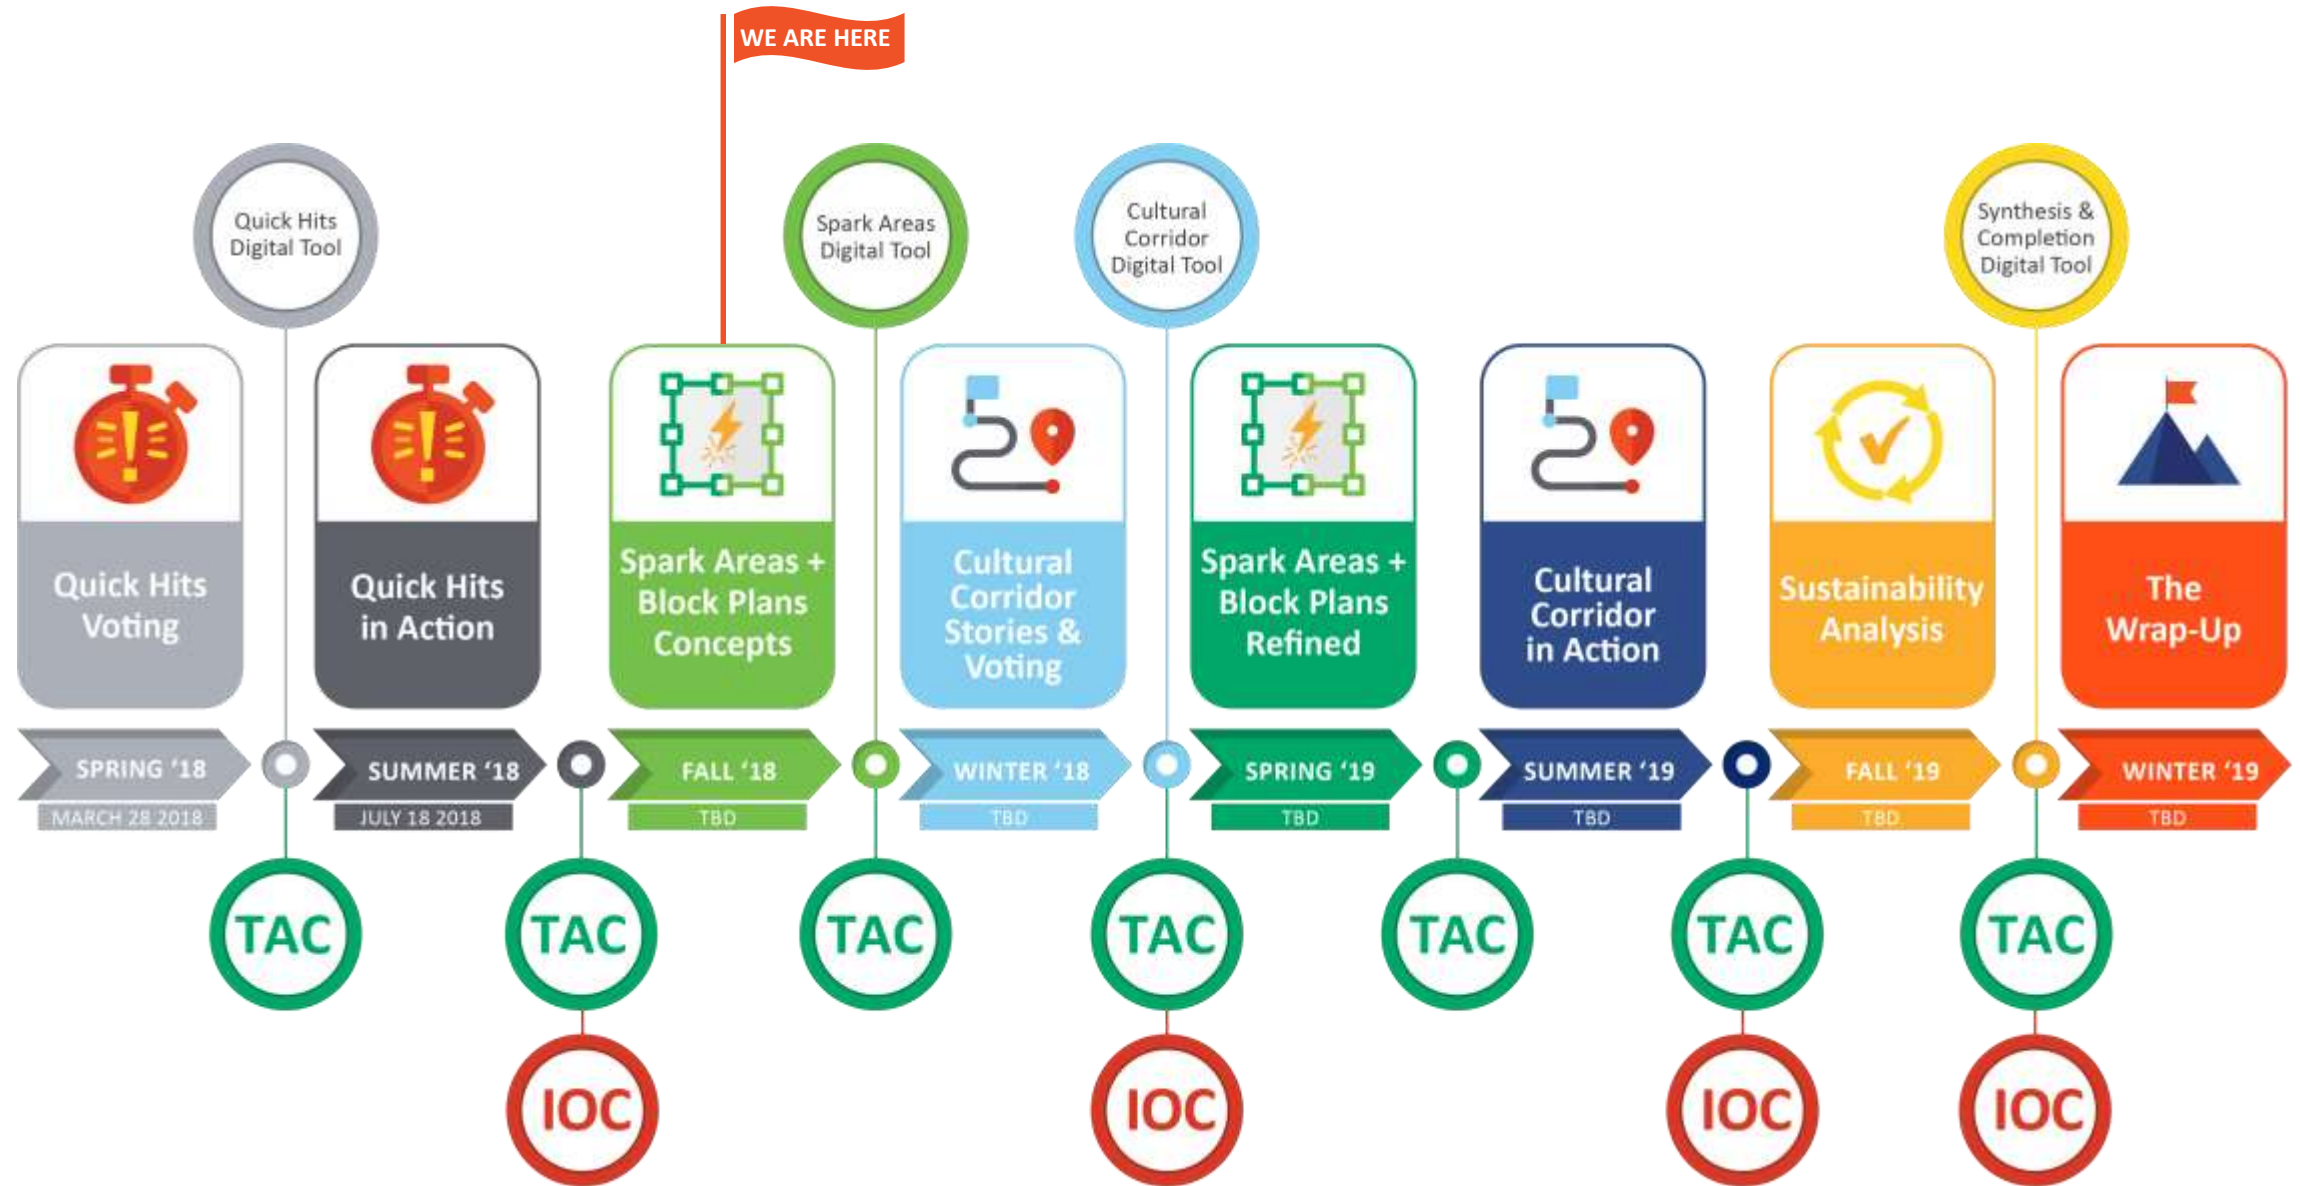 WE ARE HERE
Quick Hits
Digital Tool
Spark Areas
Digital Tool
Cultural
Corridor
Digital Tool
Synthesis &
Completion
Digital Tool
Quick Hits
Voting
Quick Hits
in Action
Spark Areas +
Block Plans
Concepts
Cultural
Corridor
Stories &
Voting
Spark Areas +
Block Plans
Refined
Cultural
Corridor
in Action
Sustainability
Analysis
The
Wrap-Up
SPRING ‘18
MARCH 28 2018
SUMMER ‘18
JULY 18 2018
FALL ‘18
TBD
WINTER ‘18
TBD
SPRING ‘19
TBD
SUMMER ‘19
TBD
FALL ‘19
TBD
WINTER ‘19
TBD
TAC
TAC
TAC
TAC
TAC
TAC
TAC
IOC
IOC
IOC
IOC